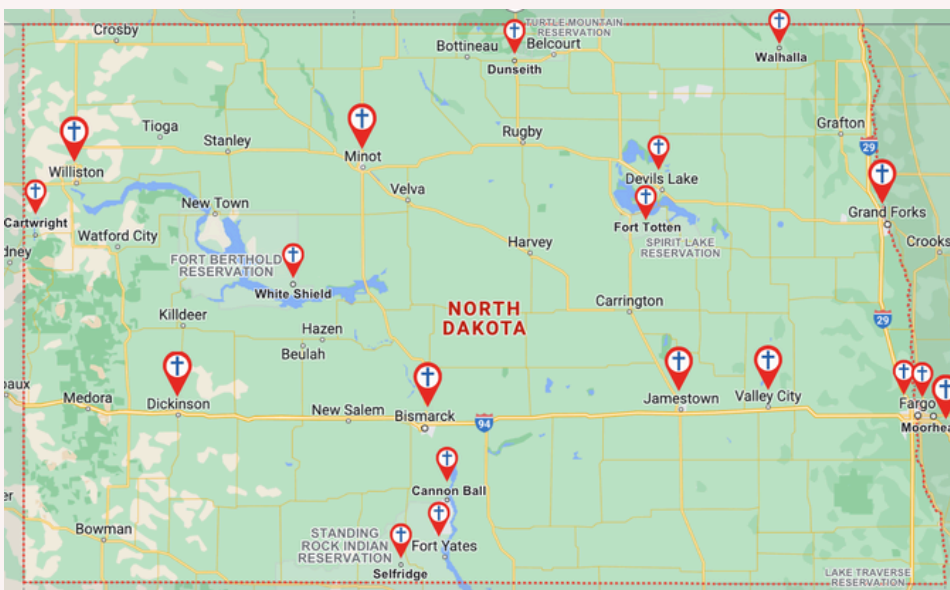 TURTLE MOUNTAIN
RESERVATION
Crosby
Bottineau
Belcourt
Dunseith
Walhalla
Tioga
Stanley
Minot
Rugby
Grafton
29
Williston
Devils Lake
Velva
Cartwright
New Town
Grand Forks
Fort Totten
Watford City
Harvey
SPIRIT LAKE
RESERVATION
Crooks
dney
FORT BERTHOLD
RESERVATION
White Shield
Carrington
NORTH
DAKOTA
Killdeer
Hazen
Beulah
29
paux
Medora
Dickinson
New Salem
Bismarck
94
Jamestown
Valley City
Fargo
Moorhea
Cannon Ball
er
Bowman
STANDING
ROCK INDIAN
RESERVATION
Fort Yates
Selfridge
LAKE TRAVERSE
RESERVATION